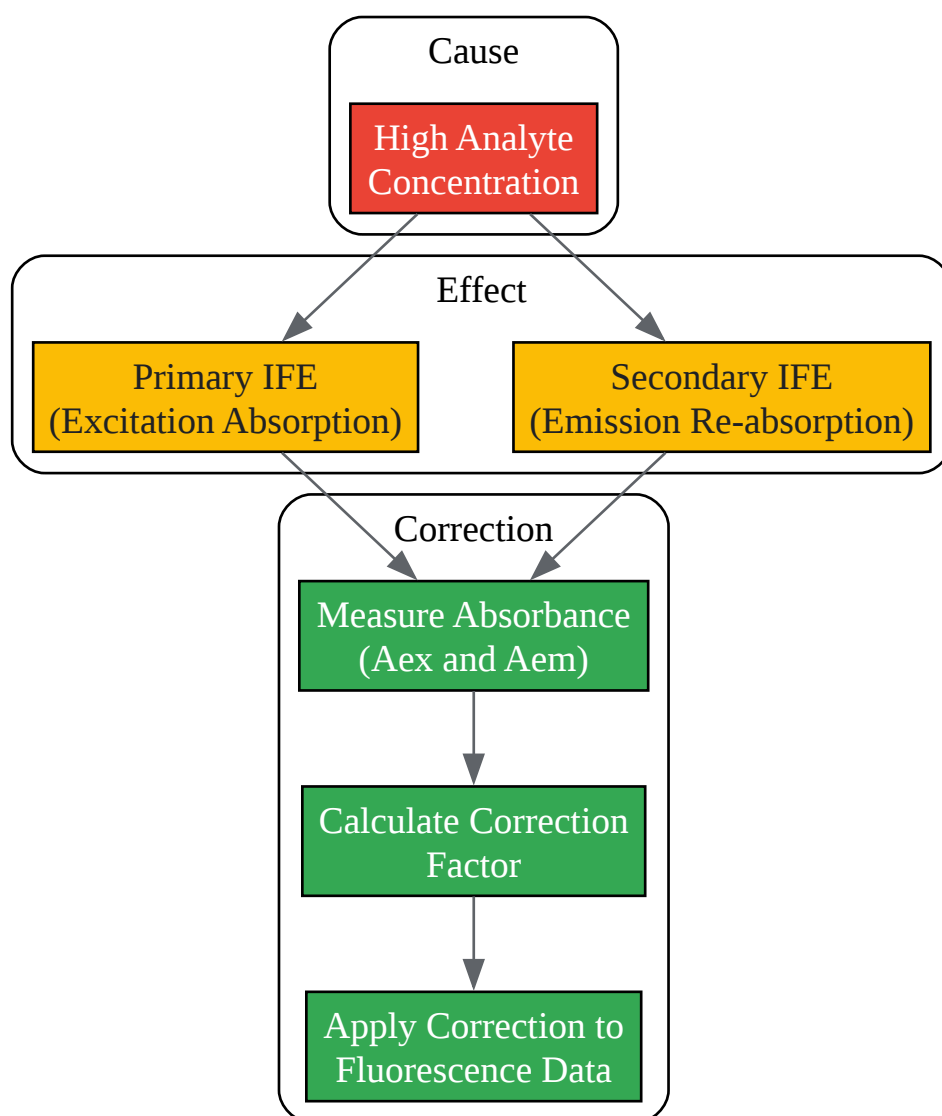 Cause
High Analyte
Concentration
Effect
Primary IFE
(Excitation Absorption)
Secondary IFE
(Emission Re-absorption)
Correction
Measure Absorbance
(Aex and Aem)
Calculate Correction
Factor
Apply Correction to
Fluorescence Data